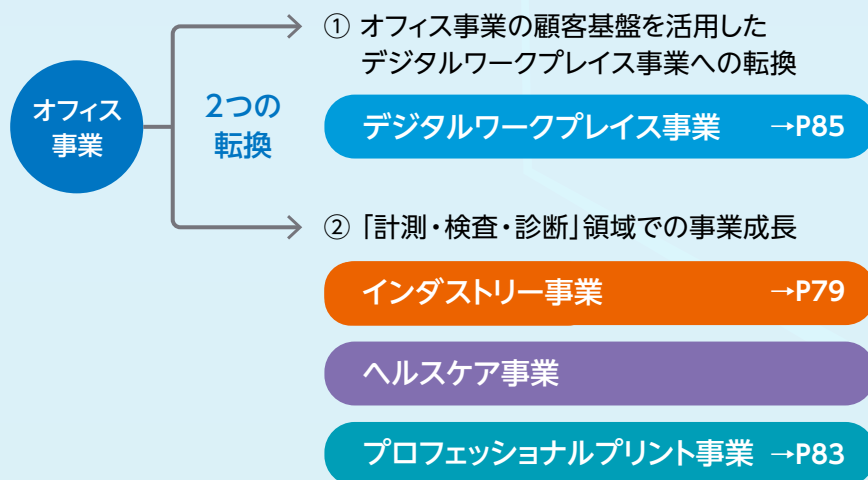 オフィス
事業
2つの
転換
① オフィス事業の顧客基盤を活用した
デジタルワークプレイス事業への転換
デジタルワークプレイス事業 →P85
② 「計測・検査・診断」領域での事業成長
インダストリー事業 →P79
ヘルスケア事業
プロフェッショナルプリント事業 →P83